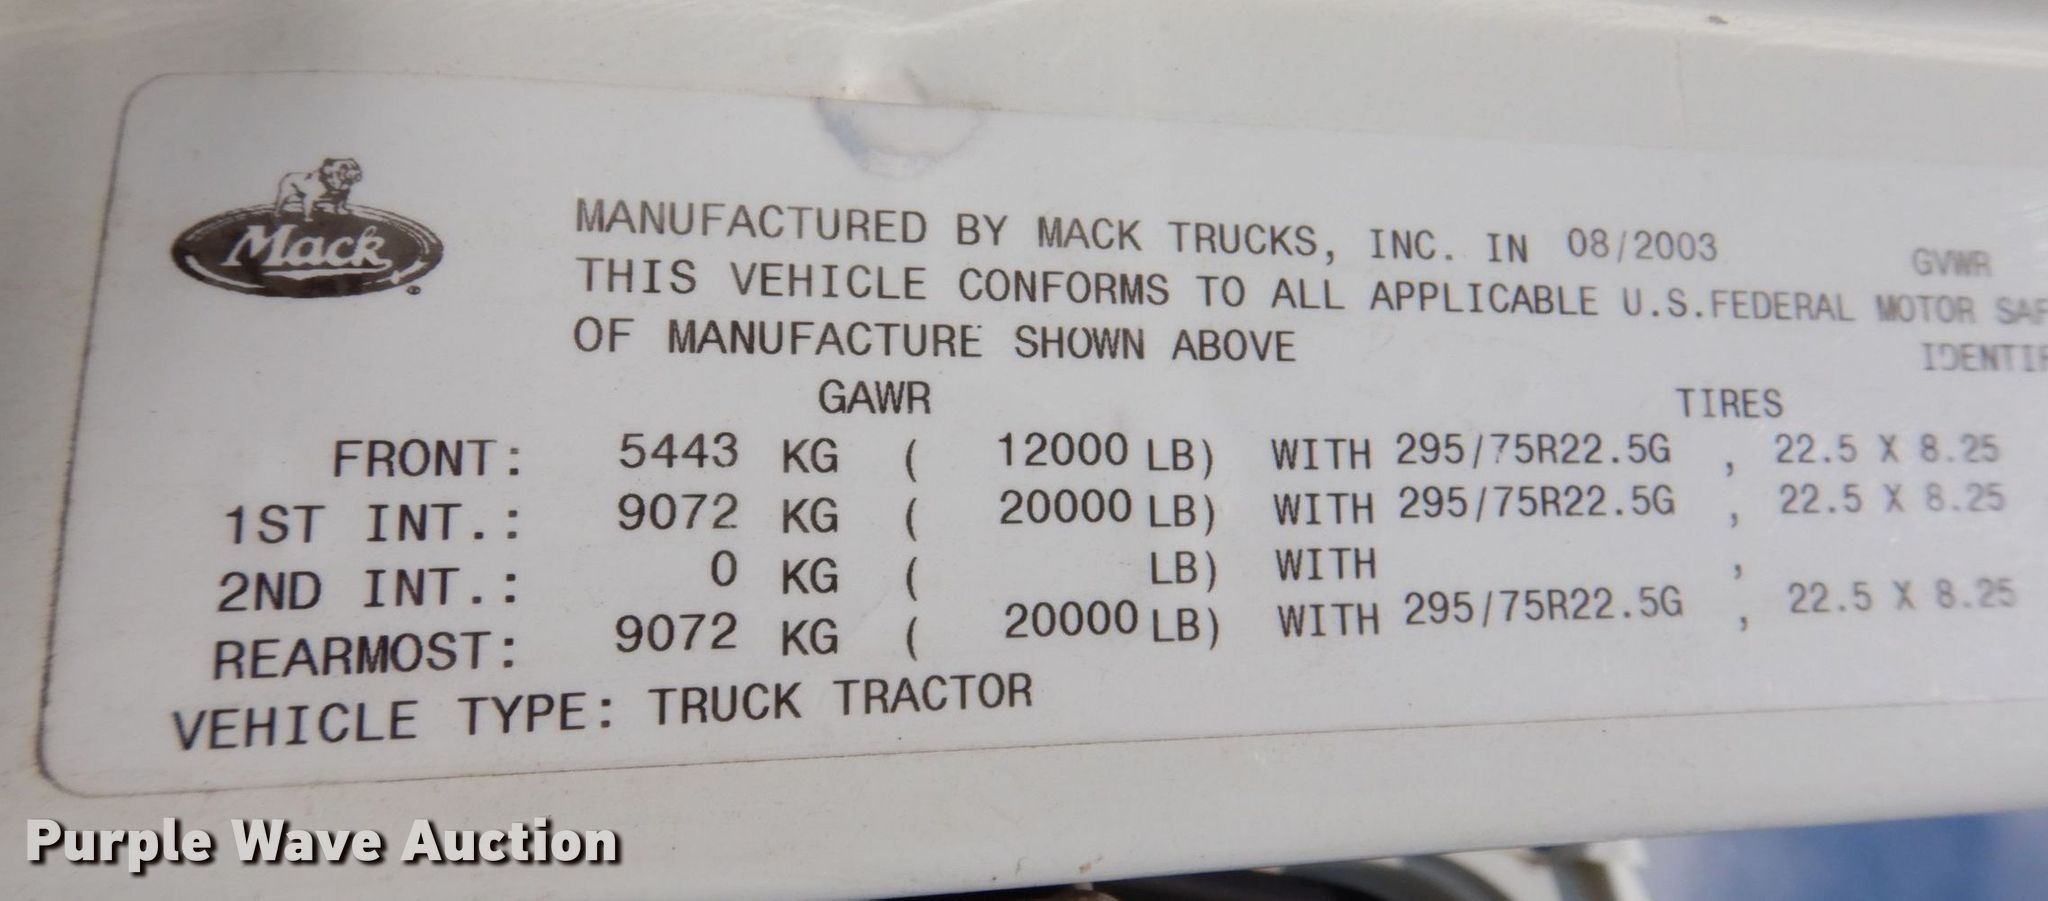 Mack
MANUFACTURED BY MACK TRUCKS, INC. IN 08/2003 GVWR
THIS VEHICLE CONFORMS TO ALL APPLICABLE U.S.FEDERAL MOTOR SAF
OF MANUFACTURE SHOWN ABOVE
IDENTIF
GAWR TIRES
FRONT: 5443 KG ( 12000 LB) WITH 295/75R22.5G , 22.5 X 8.25
1ST INT.: 9072 KG ( 20000 LB) WITH 295/75R22.5G , 22.5 X 8.25
2ND INT.: 0 KG ( LB) WITH ,
REARMOST: 9072 KG ( 20000 LB) WITH 295/75R22.5G , 22.5 X 8.25
VEHICLE TYPE: TRUCK TRACTOR
Purple Wave Auction